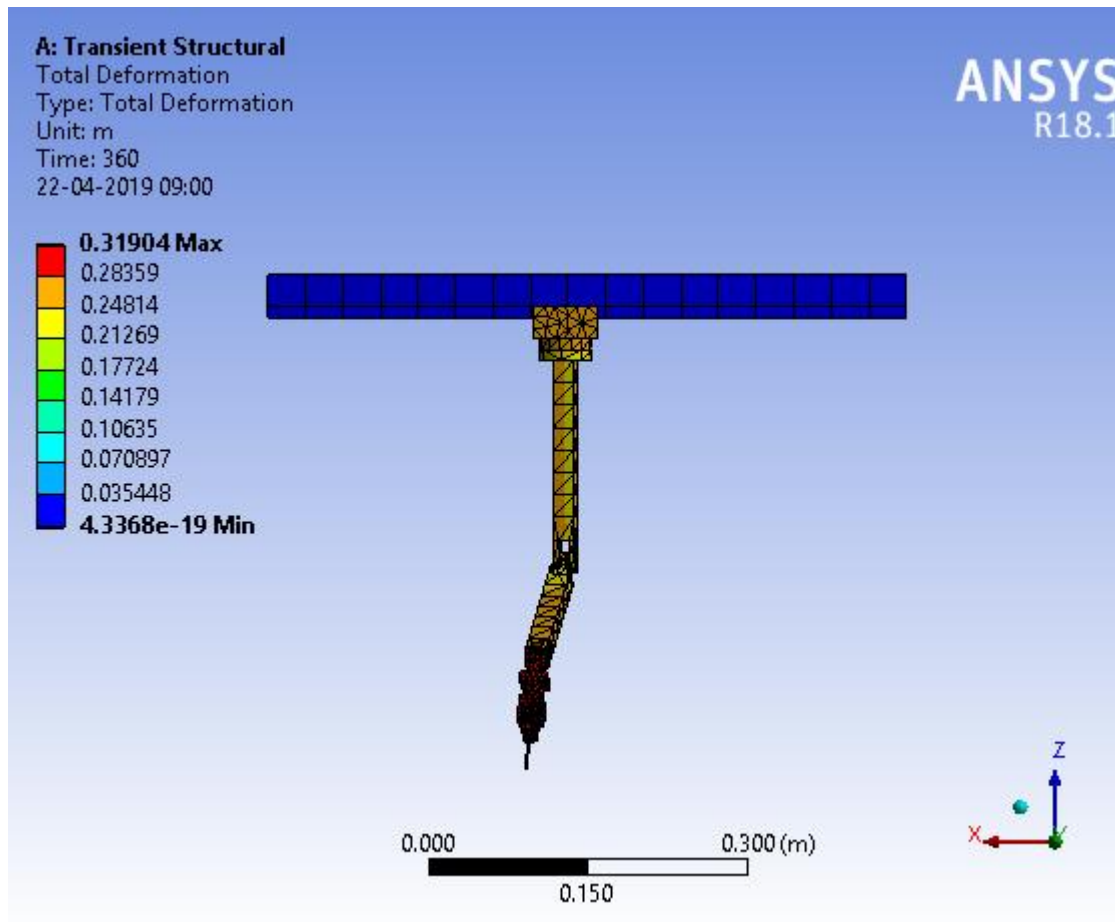 A: Transient Structural
Total Deformation
Type: Total Deformation
Unit: m
Time: 360
22-04-2019 09:00
ANSYS
R18.1
0.31904 Max
0.28359
0.24814
0.21269
0.17724
0.14179
0.10635
0.070897
0.035448
4.3368e-19 Min
Z
X
Y
0.000
0.300 (m)
0.150